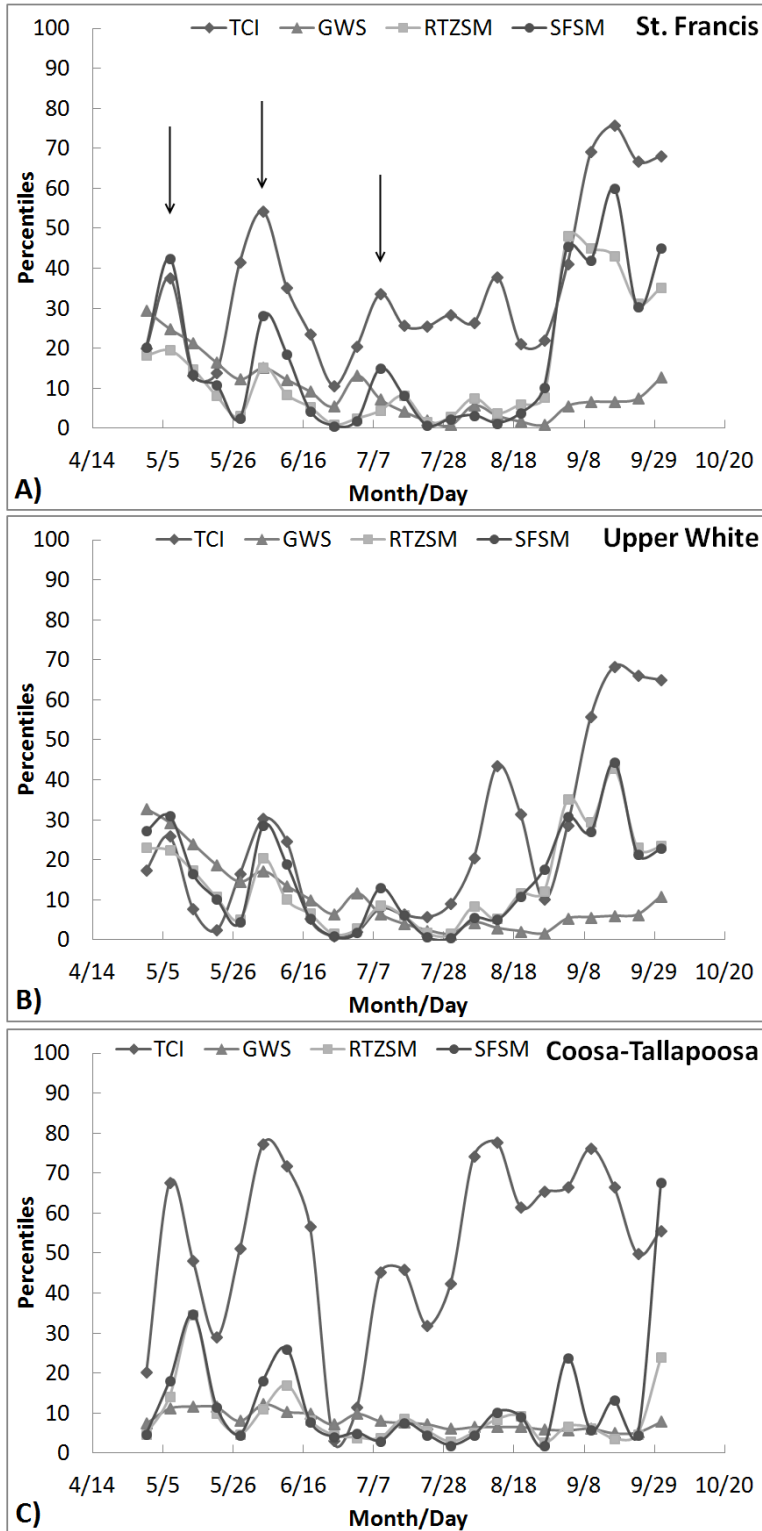 TCI GWS RTZSM SFSM St. Francis
100
90
80
70
60
50
40
30
20
10
0
Percentiles
4/14 5/5 5/26 6/16 7/7 7/28 8/18 9/8 9/29 10/20
Month/Day
A)
TCI GWS RTZSM SFSM Upper White
100
90
80
70
60
50
40
30
20
10
0
Percentiles
4/14 5/5 5/26 6/16 7/7 7/28 8/18 9/8 9/29 10/20
Month/Day
B)
TCI GWS RTZSM SFSM Coosa-Tallapoosa
100
90
80
70
60
50
40
30
20
10
0
Percentiles
4/14 5/5 5/26 6/16 7/7 7/28 8/18 9/8 9/29 10/20
Month/Day
C)